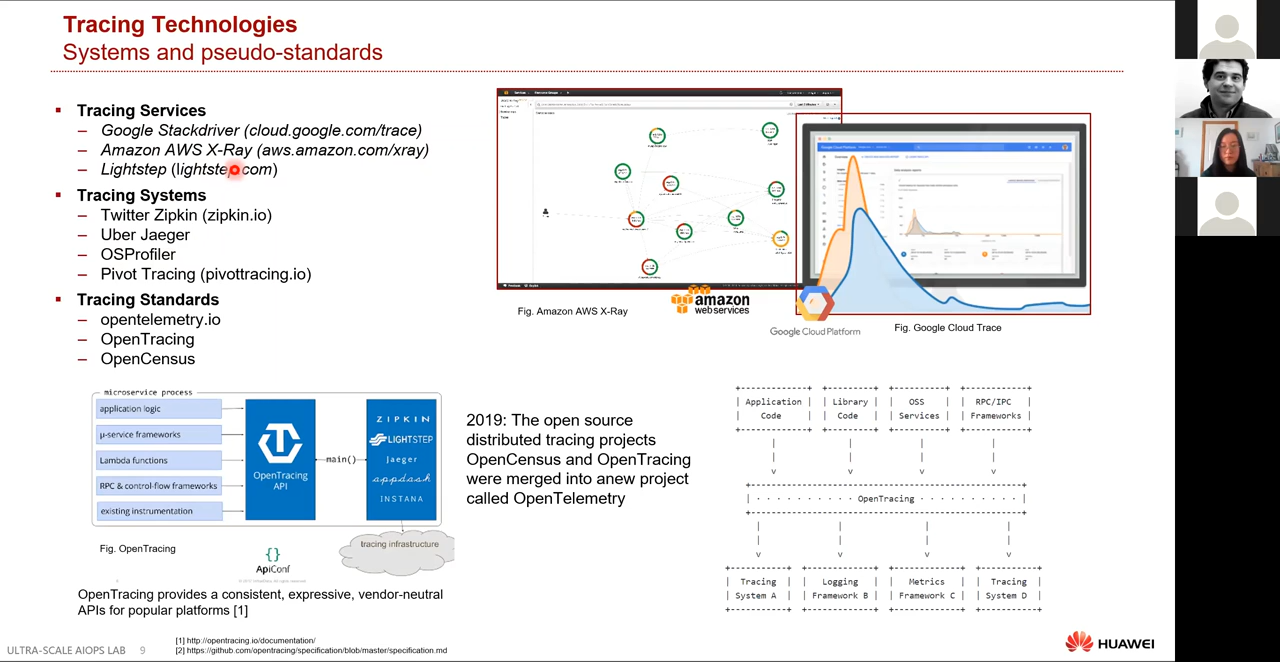 Tracing Technologies
Systems and pseudo-standards
▪ Tracing Services
– Google Stackdriver (cloud.google.com/trace)
– Amazon AWS X-Ray (aws.amazon.com/xray)
– Lightstep (lightstep.com)
▪ Tracing Systems
– Twitter Zipkin (zipkin.io)
– Uber Jaeger
– OSProfiler
– Pivot Tracing (pivottracing.io)
▪ Tracing Standards
– opentelemetry.io
– OpenTracing
– OpenCensus
Fig. Amazon AWS X-Ray
amazon
web services
Google Cloud Platform
Google Cloud Platform
Fig. Google Cloud Trace
microservice process
application logic
µ-service frameworks
Lambda functions
RPC & control-flow frameworks
existing instrumentation
OpenTracing
API
main()
ZIPKIN
LIGHTSTEP
Jaeger
appdash
INSTANA
tracing infrastructure
Fig. OpenTracing
{}
ApiConf
OpenTracing provides a consistent, expressive, vendor-neutral
APIs for popular platforms [1]
2019: The open source
distributed tracing projects
OpenCensus and OpenTracing
were merged into anew project
called OpenTelemetry
Application Library OSS RPC/IPC
Code Code Services Frameworks
OpenTracing
Tracing Logging Metrics Tracing
System A Framework B Framework C System D
[1] http://opentracing.io/documentation/
[2] https://github.com/opentracing/specification/blob/master/specification.md
ULTRA-SCALE AIOPS LAB 9
HUAWEI